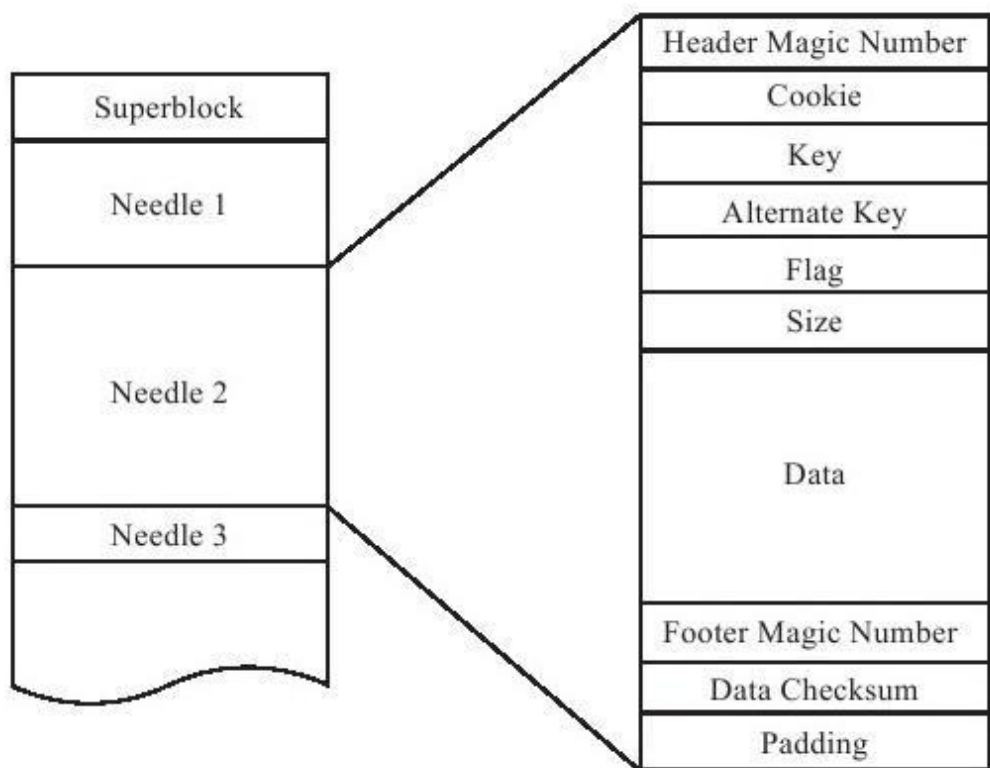 Superblock
Needle 1
Needle 2
Needle 3
Header Magic Number
Cookie
Key
Alternate Key
Flag
Size
Data
Footer Magic Number
Data Checksum
Padding